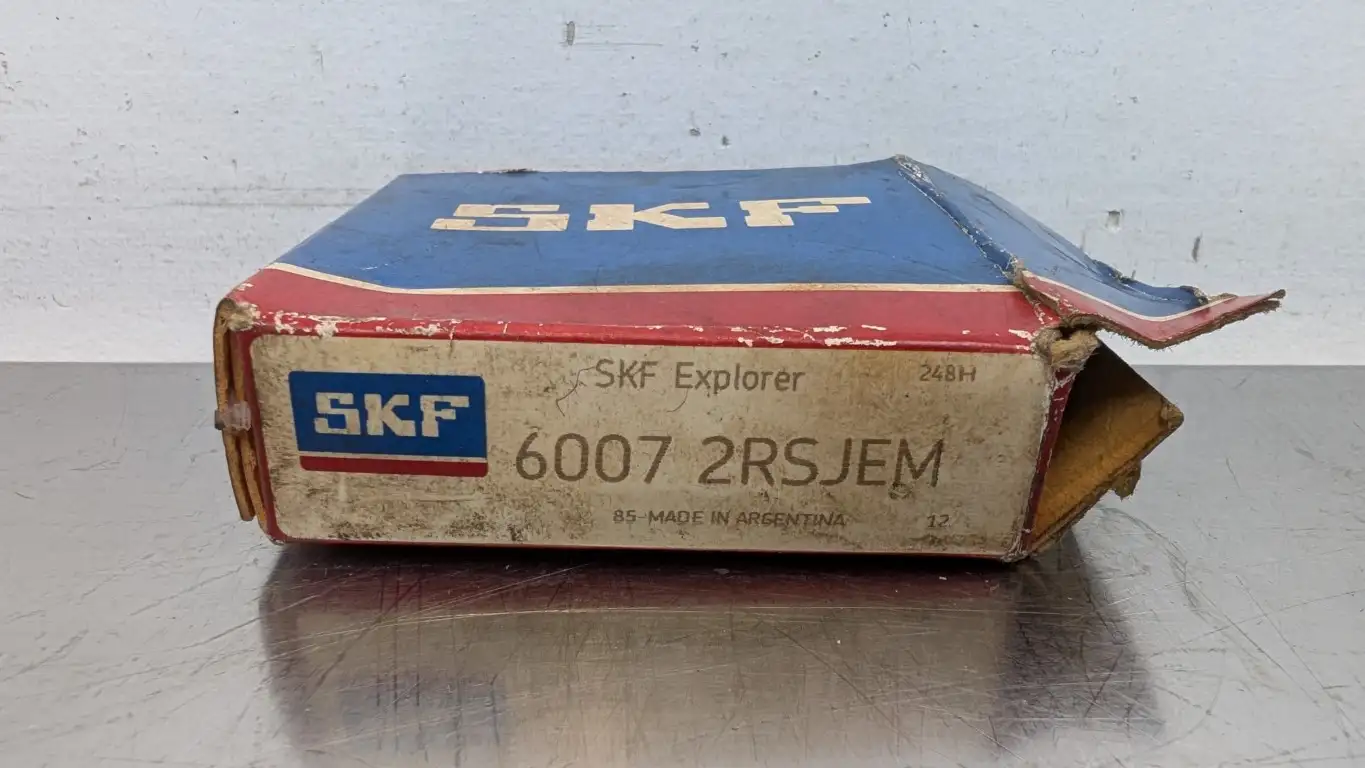 SKF
SKF
SKF Explorer 248H
6007 2RSJEM
85-MADE IN ARGENTINA 12